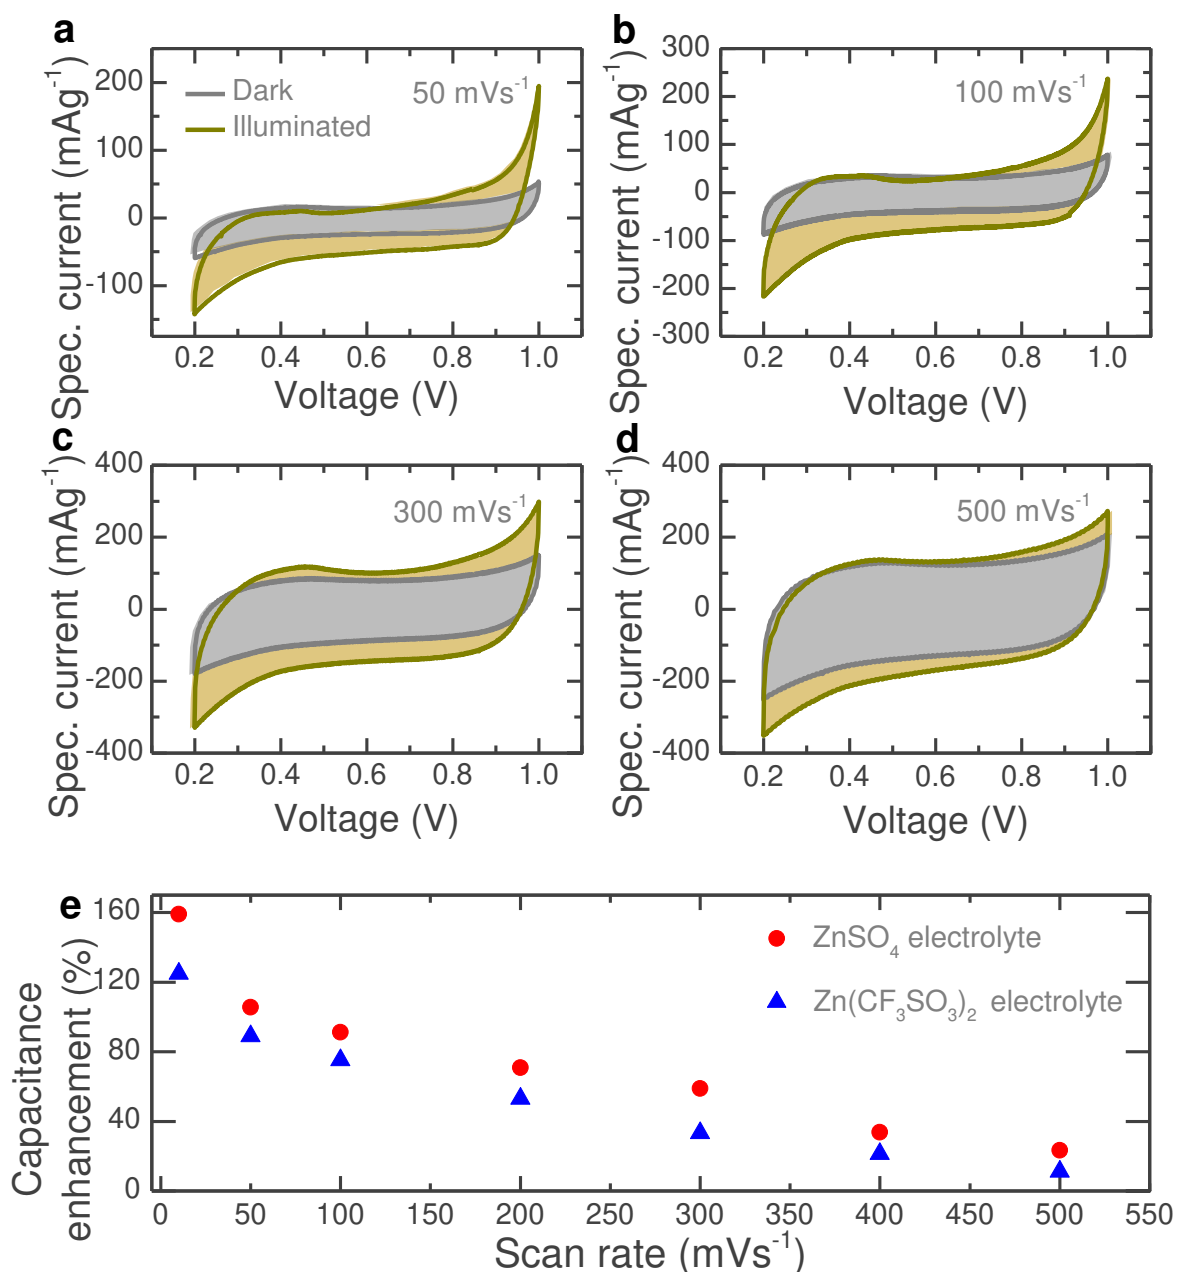 a
Spec. current (mAg⁻¹)
200
100
0
-100
Dark
Illuminated
50 mVs⁻¹
0.2 0.4 0.6 0.8 1.0
Voltage (V)
b
Spec. current (mAg⁻¹)
300
200
100
0
-100
-200
-300
100 mVs⁻¹
0.2 0.4 0.6 0.8 1.0
Voltage (V)
c
Spec. current (mAg⁻¹)
400
200
0
-200
-400
300 mVs⁻¹
0.2 0.4 0.6 0.8 1.0
Voltage (V)
d
Spec. current (mAg⁻¹)
400
200
0
-200
-400
500 mVs⁻¹
0.2 0.4 0.6 0.8 1.0
Voltage (V)
e
Capacitance
enhancement (%)
160
120
80
40
0
ZnSO₄ electrolyte
Zn(CF₃SO₃)₂ electrolyte
0 50 100 150 200 250 300 350 400 450 500 550
Scan rate (mVs⁻¹)